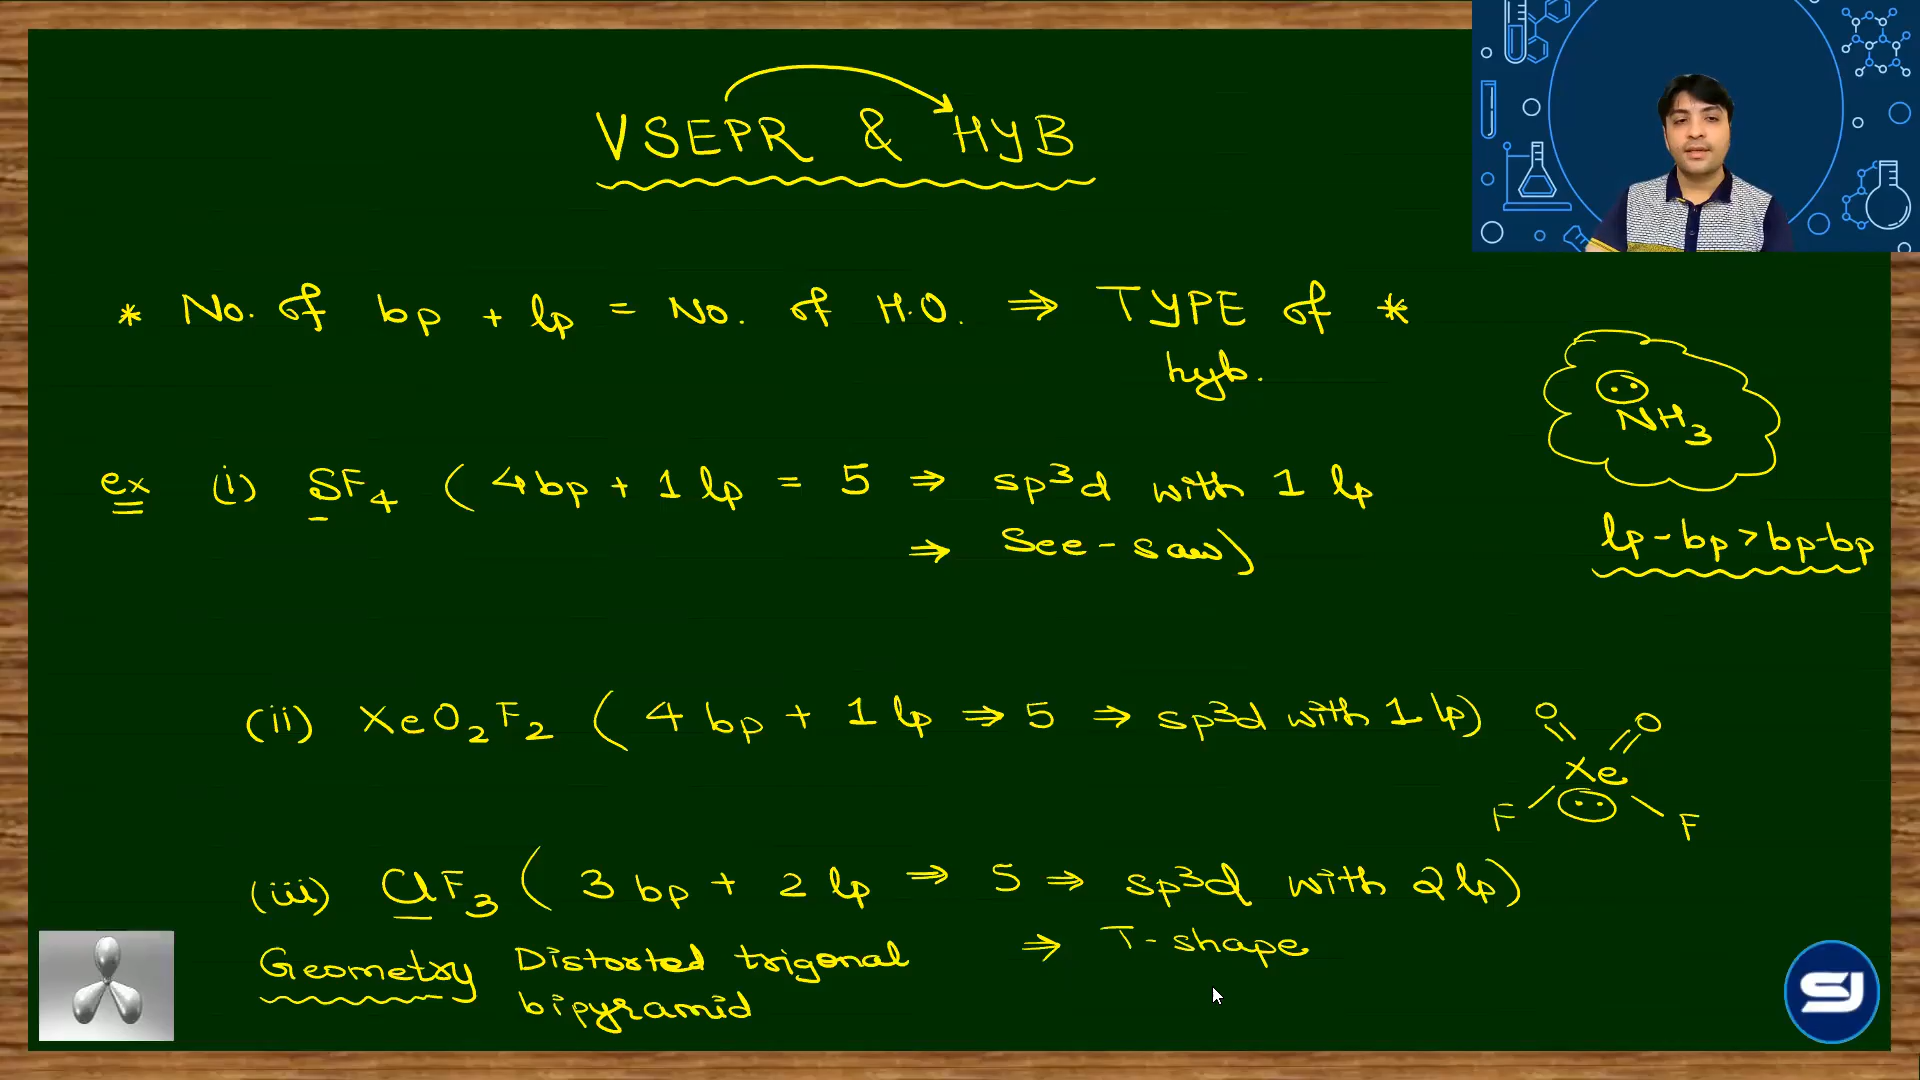 VSEPR & HYB
* No. of bp + lp = No. of H.O. ⇒ TYPE of *
hyb.
NH3
lp-bp > bp-bp
ex (i) SF4 ( 4bp + 1 lp = 5 ⇒ sp3d with 1 lp
⇒ See-saw)
(ii) XeO2F2 ( 4 bp + 1 lp ⇒ 5 ⇒ sp3d with 1 lp)
O O
Xe
F F
(iii) ClF3 ( 3 bp + 2 lp ⇒ 5 ⇒ sp3d with 2 lp)
⇒ T-shape
Geometry Distorted trigonal
bipyramid
SJ